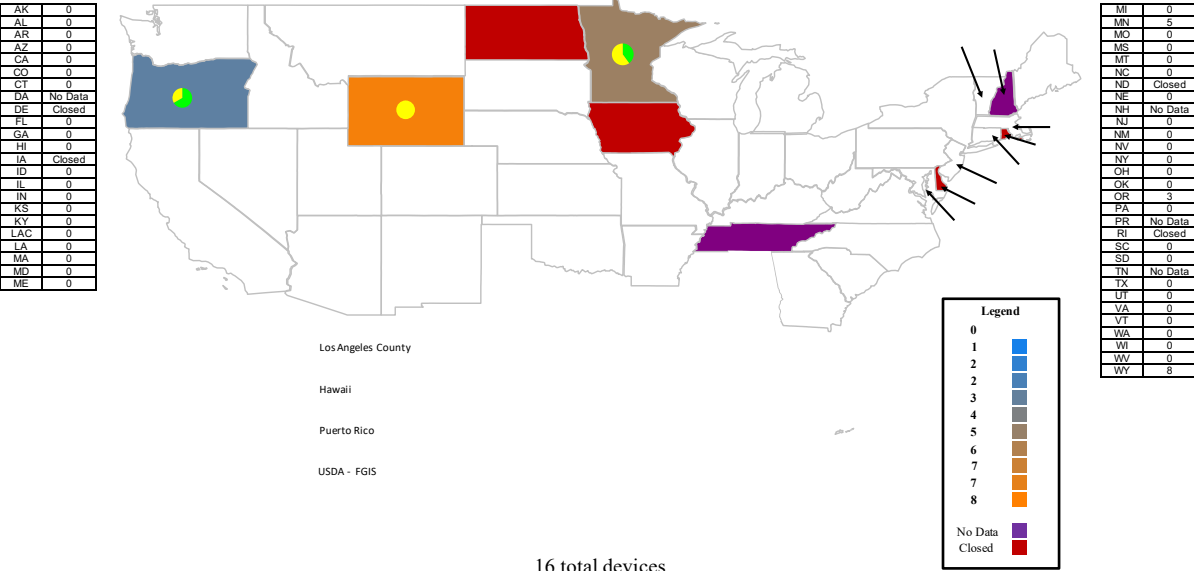 AK 0
AL 0
AR 0
AZ 0
CA 0
CO 0
CT 0
DA No Data
DE Closed
FL 0
GA 0
HI 0
IA Closed
ID 0
IL 0
IN 0
KS 0
KY 0
LAC 0
LA 0
MA 0
MD 0
ME 0
MI 0
MN 5
MO 0
MS 0
MT 0
NC 0
ND Closed
NE 0
NH No Data
NJ 0
NM 0
NV 0
NY 0
OH 0
OK 0
OR 3
PA 0
PR No Data
RI Closed
SC 0
SD 0
TN No Data
TX 0
UT 0
VA 0
VT 0
WA 0
WI 0
WV 0
WY 8
Los Angeles County
Hawaii
Puerto Rico
USDA - FGIS
Legend
0
1
2
2
3
4
5
6
7
7
8
No Data
Closed
16 total devices